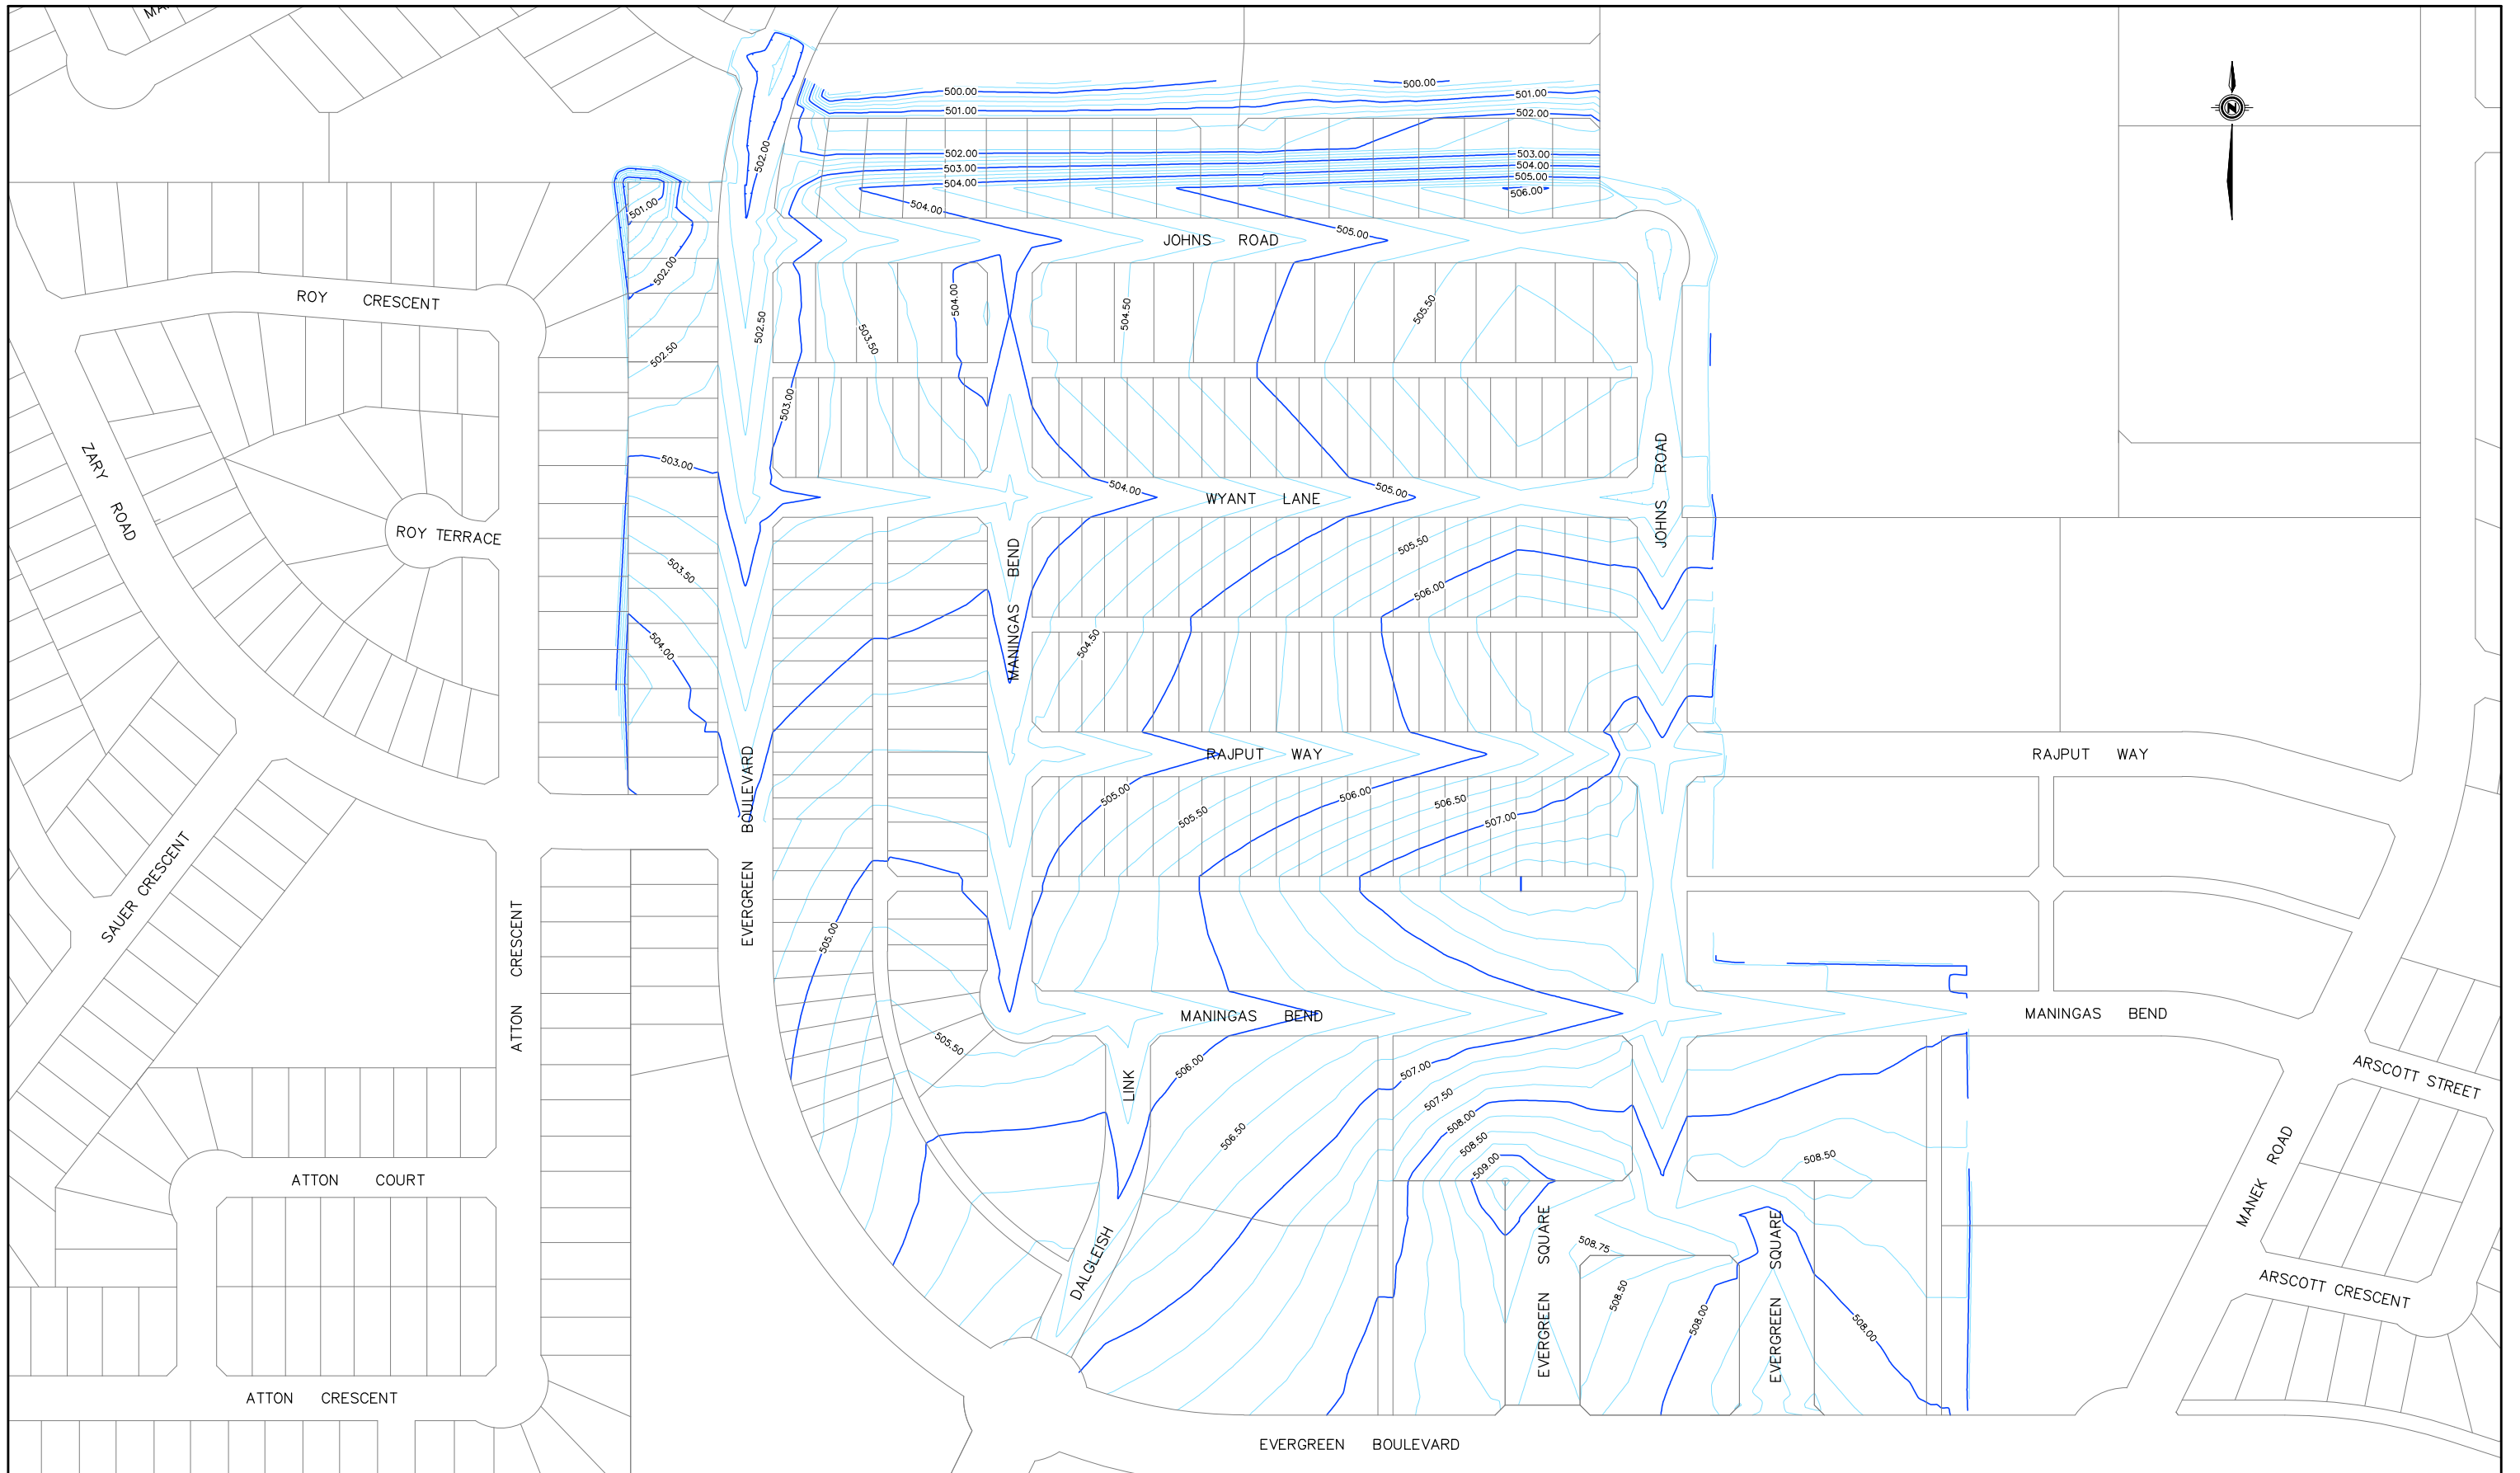 500.00
500.00
501.00
501.00
502.00
502.00
502.00
503.00
503.00
504.00
504.00
505.00
506.00
501.00
504.00
505.00
JOHNS ROAD
502.00
ROY CRESCENT
504.00
504.50
505.50
502.50
503.50
502.50
503.00
ZARY ROAD
503.00
504.00
505.00
WYANT LANE
JOHNS ROAD
ROY TERRACE
503.50
MANINGAS BEND
505.50
506.00
504.00
504.50
RAJPUT WAY
RAJPUT WAY
EVERGREEN BOULEVARD
505.00
505.50
506.00
506.50
507.00
SAUER CRESCENT
ATTON CRESCENT
505.00
MANINGAS BEND
MANINGAS BEND
505.50
506.00
507.00
507.50
508.00
508.50
509.00
506.50
508.50
DALGLEISH LINK
ARSCOTT STREET
MANEK ROAD
ATTON COURT
EVERGREEN SQUARE
EVERGREEN SQUARE
508.75
508.50
508.00
508.00
ARSCOTT CRESCENT
ATTON CRESCENT
EVERGREEN BOULEVARD